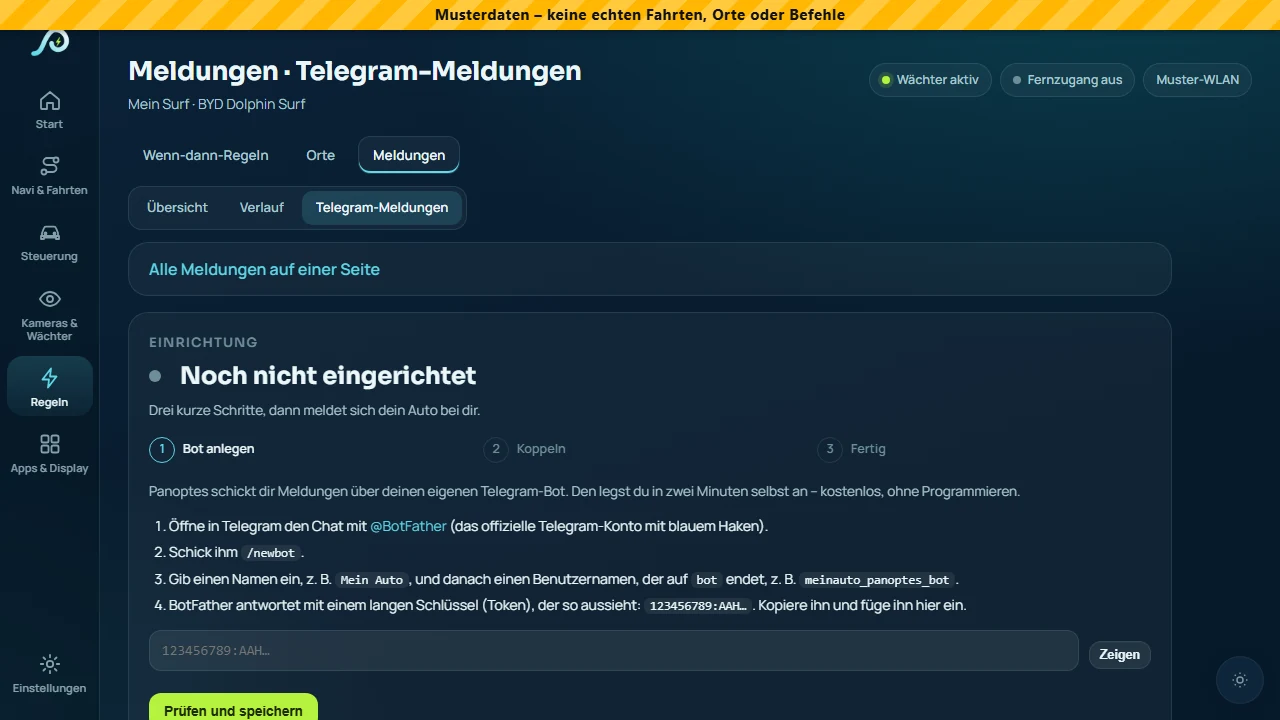 Musterdaten – keine echten Fahrten, Orte oder Befehle
Meldungen · Telegram-Meldungen
Mein Surf · BYD Dolphin Surf
Wächter aktiv
Fernzugang aus
Muster-WLAN
Start
Navi & Fahrten
Steuerung
Kameras &
Wächter
Regeln
Apps & Display
Einstellungen
Wenn-dann-Regeln
Orte
Meldungen
Übersicht
Verlauf
Telegram-Meldungen
Alle Meldungen auf einer Seite
EINRICHTUNG
Noch nicht eingerichtet
Drei kurze Schritte, dann meldet sich dein Auto bei dir.
1 Bot anlegen
2 Koppeln
3 Fertig
Panoptes schickt dir Meldungen über deinen eigenen Telegram-Bot. Den legst du in zwei Minuten selbst an – kostenlos, ohne Programmieren.
1. Öffne in Telegram den Chat mit @BotFather (das offizielle Telegram-Konto mit blauem Haken).
2. Schick ihm /newbot .
3. Gib einen Namen ein, z. B. Mein Auto , und danach einen Benutzernamen, der auf bot endet, z. B. meinauto_panoptes_bot .
4. BotFather antwortet mit einem langen Schlüssel (Token), der so aussieht: 123456789:AAH… . Kopiere ihn und füge ihn hier ein.
123456789:AAH…
Zeigen
Prüfen und speichern